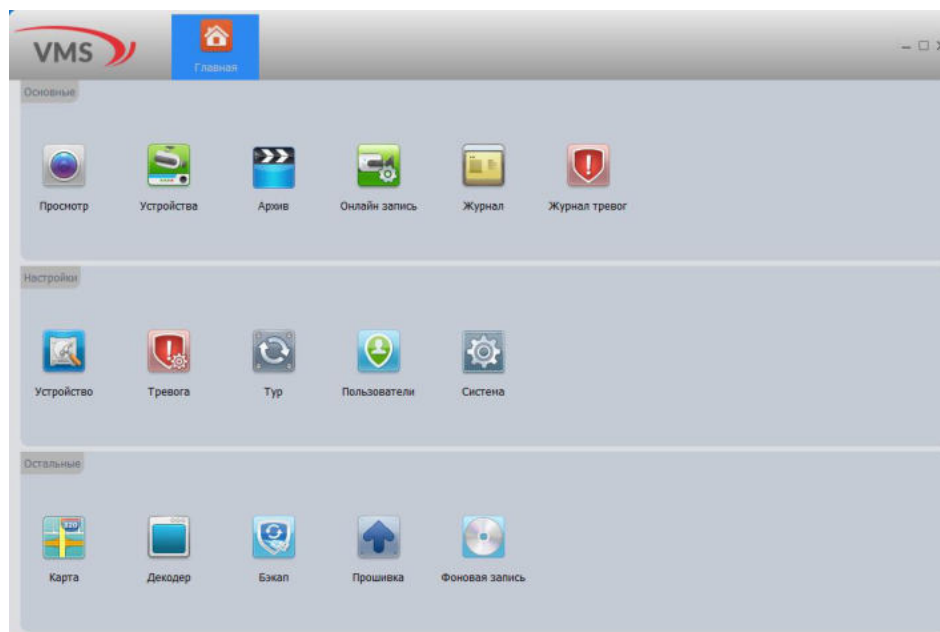 VMS
Главная
Основные
Просмотр Устройства Архив Онлайн запись Журнал Журнал тревог
Настройки
Устройство Тревога Тур Пользователи Система
Остальные
320
Карта Декодер Бэкап Прошивка Фоновая запись